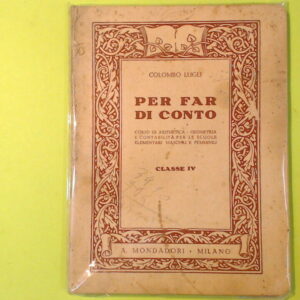 COLOMBO LUIGI
PER FAR
DI CONTO
CORSO DI ARITMETICA - GEOMETRIA
E CONTABILITÀ PER LE SCUOLE
ELEMENTARI MASCHILI E FEMMINILI
CLASSE IV
A. MONDADORI • MILANO